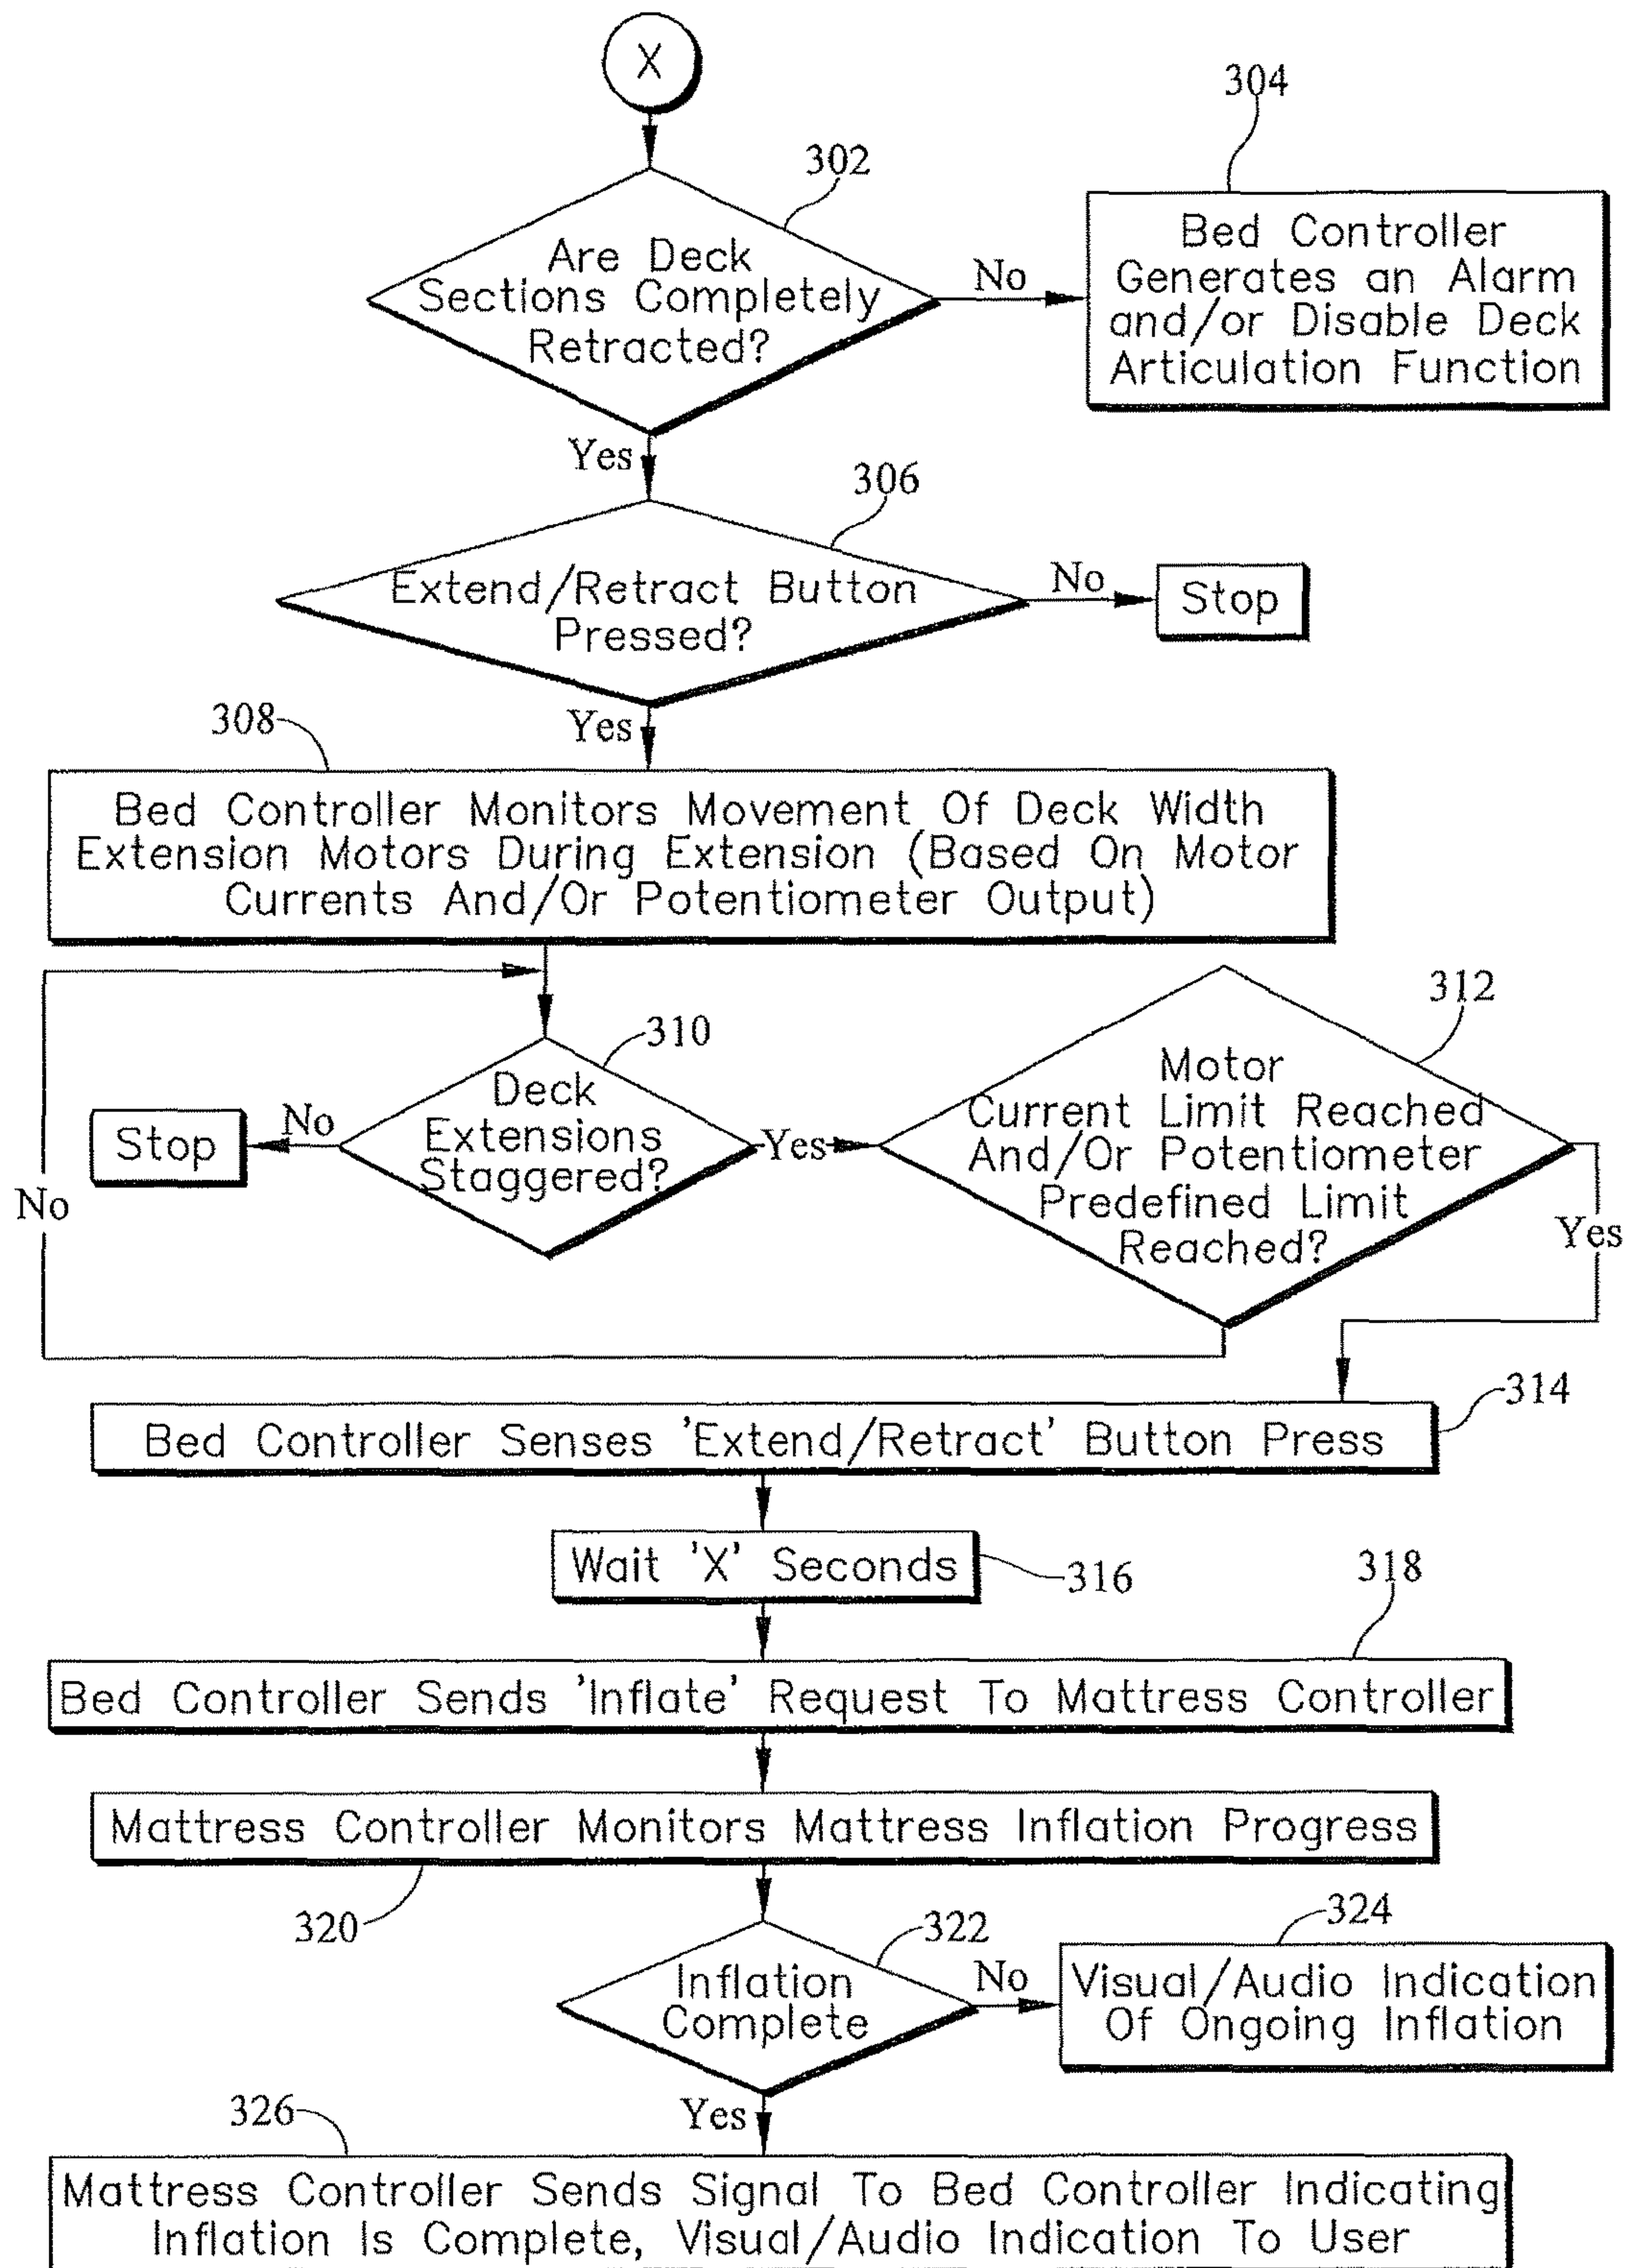 X
304
302
Bed Controller
Generates an Alarm
and/or Disable Deck
Articulation Function
Are Deck
Sections Completely
Retracted?
No
Yes
306
Extend/Retract Button
Pressed?
No
Stop
308
Yes
Bed Controller Monitors Movement Of Deck Width
Extension Motors During Extension (Based On Motor
Currents And/Or Potentiometer Output)
312
310
Deck
Extensions
Staggered?
No
Stop
Yes
Motor
Current Limit Reached
And/Or Potentiometer
Predefined Limit
Reached?
No
Yes
314
Bed Controller Senses 'Extend/Retract' Button Press
Wait 'X' Seconds
316
318
Bed Controller Sends 'Inflate' Request To Mattress Controller
Mattress Controller Monitors Mattress Inflation Progress
320
322
324
Inflation
Complete
No
Visual/Audio Indication
Of Ongoing Inflation
Yes
326
Mattress Controller Sends Signal To Bed Controller Indicating
Inflation Is Complete, Visual/Audio Indication To User